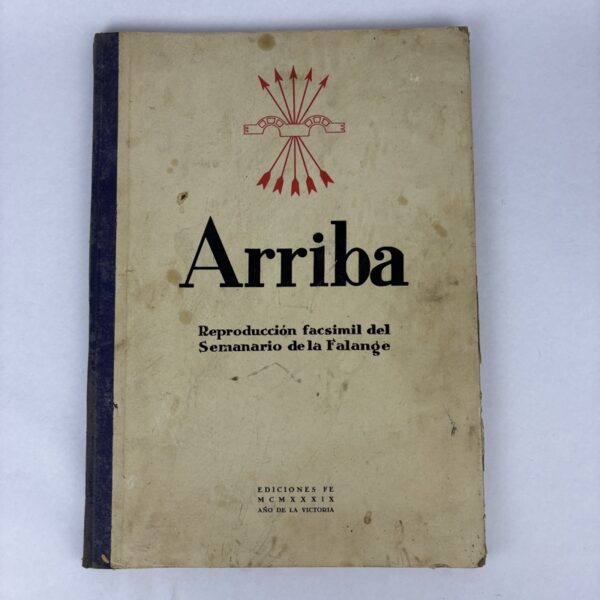 Arriba
Reproducción facsimil del
Semanario de la Falange
EDICIONES FE
MCMXXXIX
AÑO DE LA VICTORIA